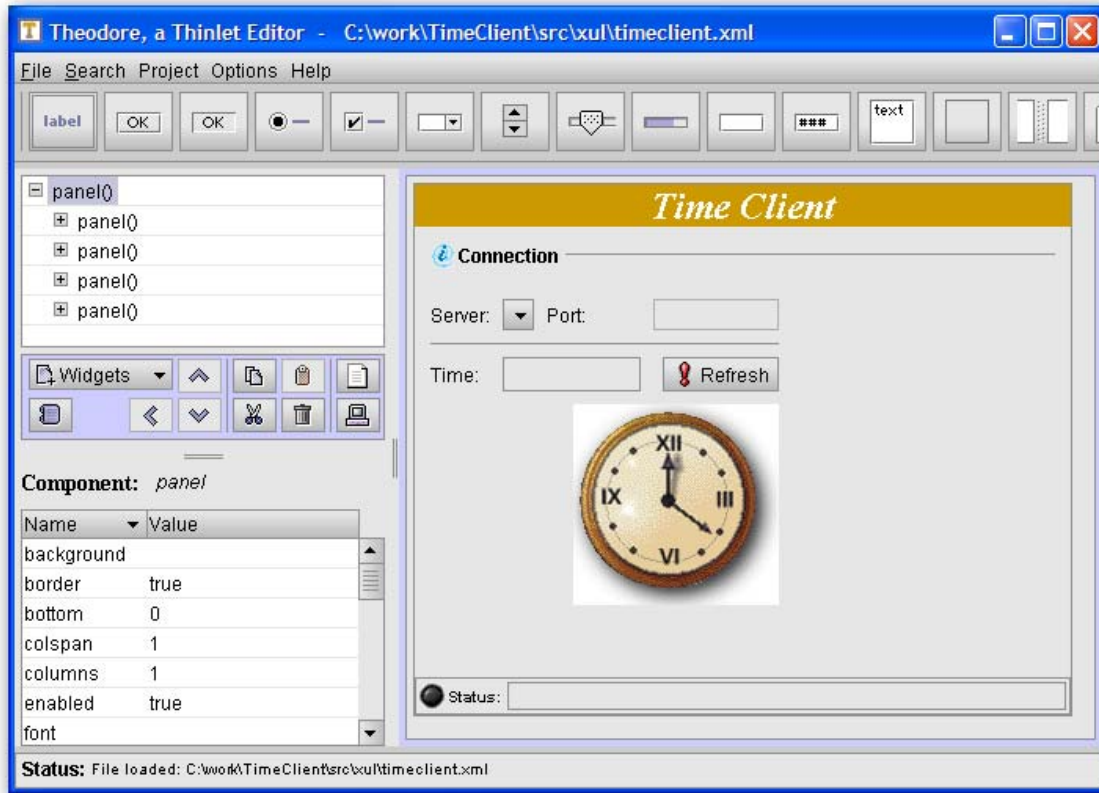 Theodore, a Thinlet Editor - C:\work\TimeClient\src\xul\timeclient.xml
File Search Project Options Help
label OK OK ### text
panel()
panel()
panel()
panel()
panel()
Widgets
Component: panel
Name Value
background
border true
bottom 0
colspan 1
columns 1
enabled true
font
Time Client
Connection
Server: Port:
Time: Refresh
XII
IX III
VI
Status:
Status: File loaded: C:\work\TimeClient\src\xul\timeclient.xml